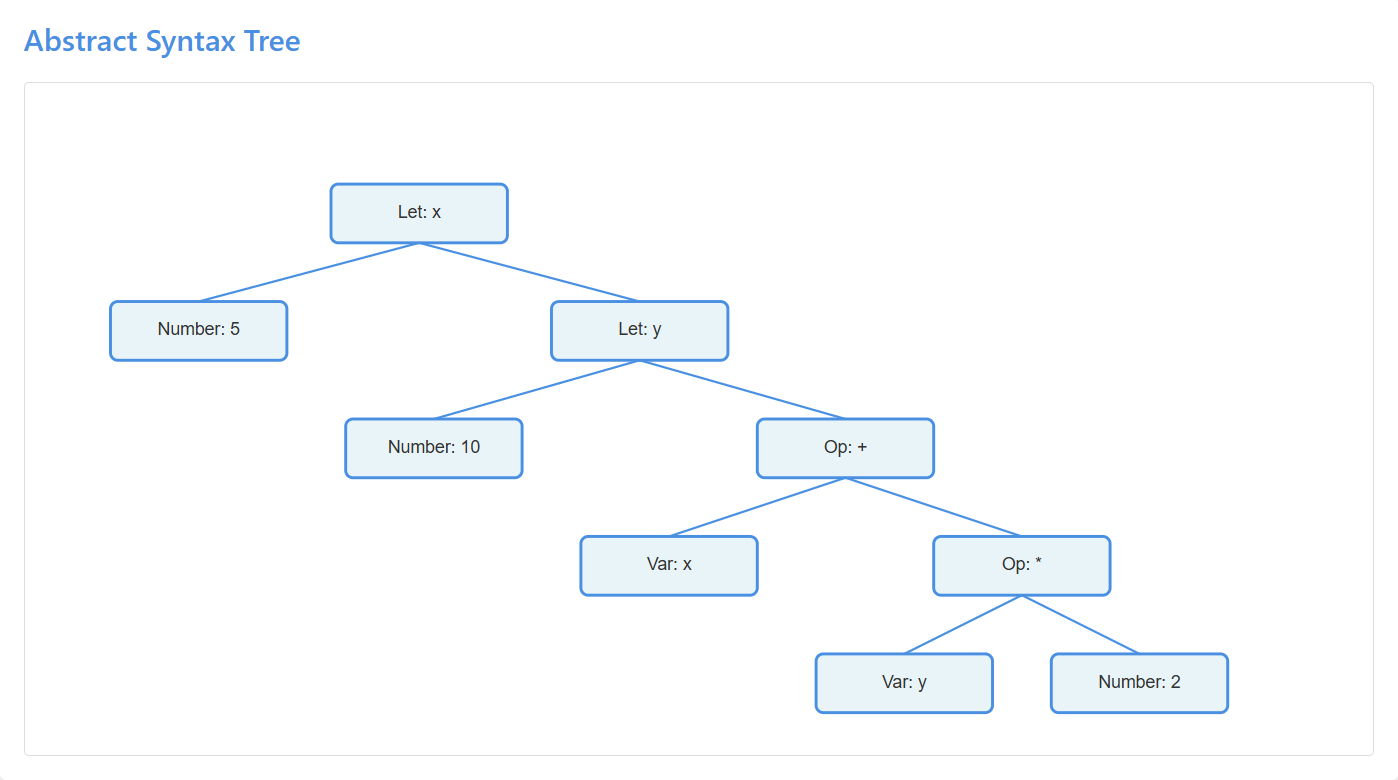 Abstract Syntax Tree
Let: x
Number: 5
Let: y
Number: 10
Op: +
Var: x
Op: *
Var: y
Number: 2